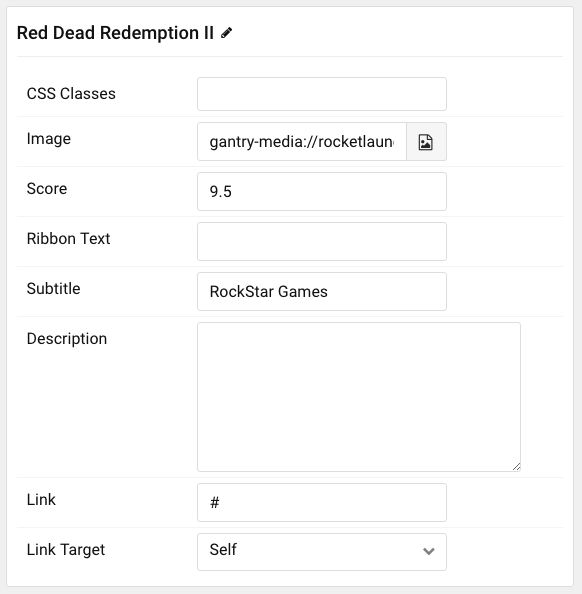 Red Dead Redemption II
CSS Classes
Image gantry-media://rocketlaun
Score 9.5
Ribbon Text
Subtitle RockStar Games
Description
Link #
Link Target Self